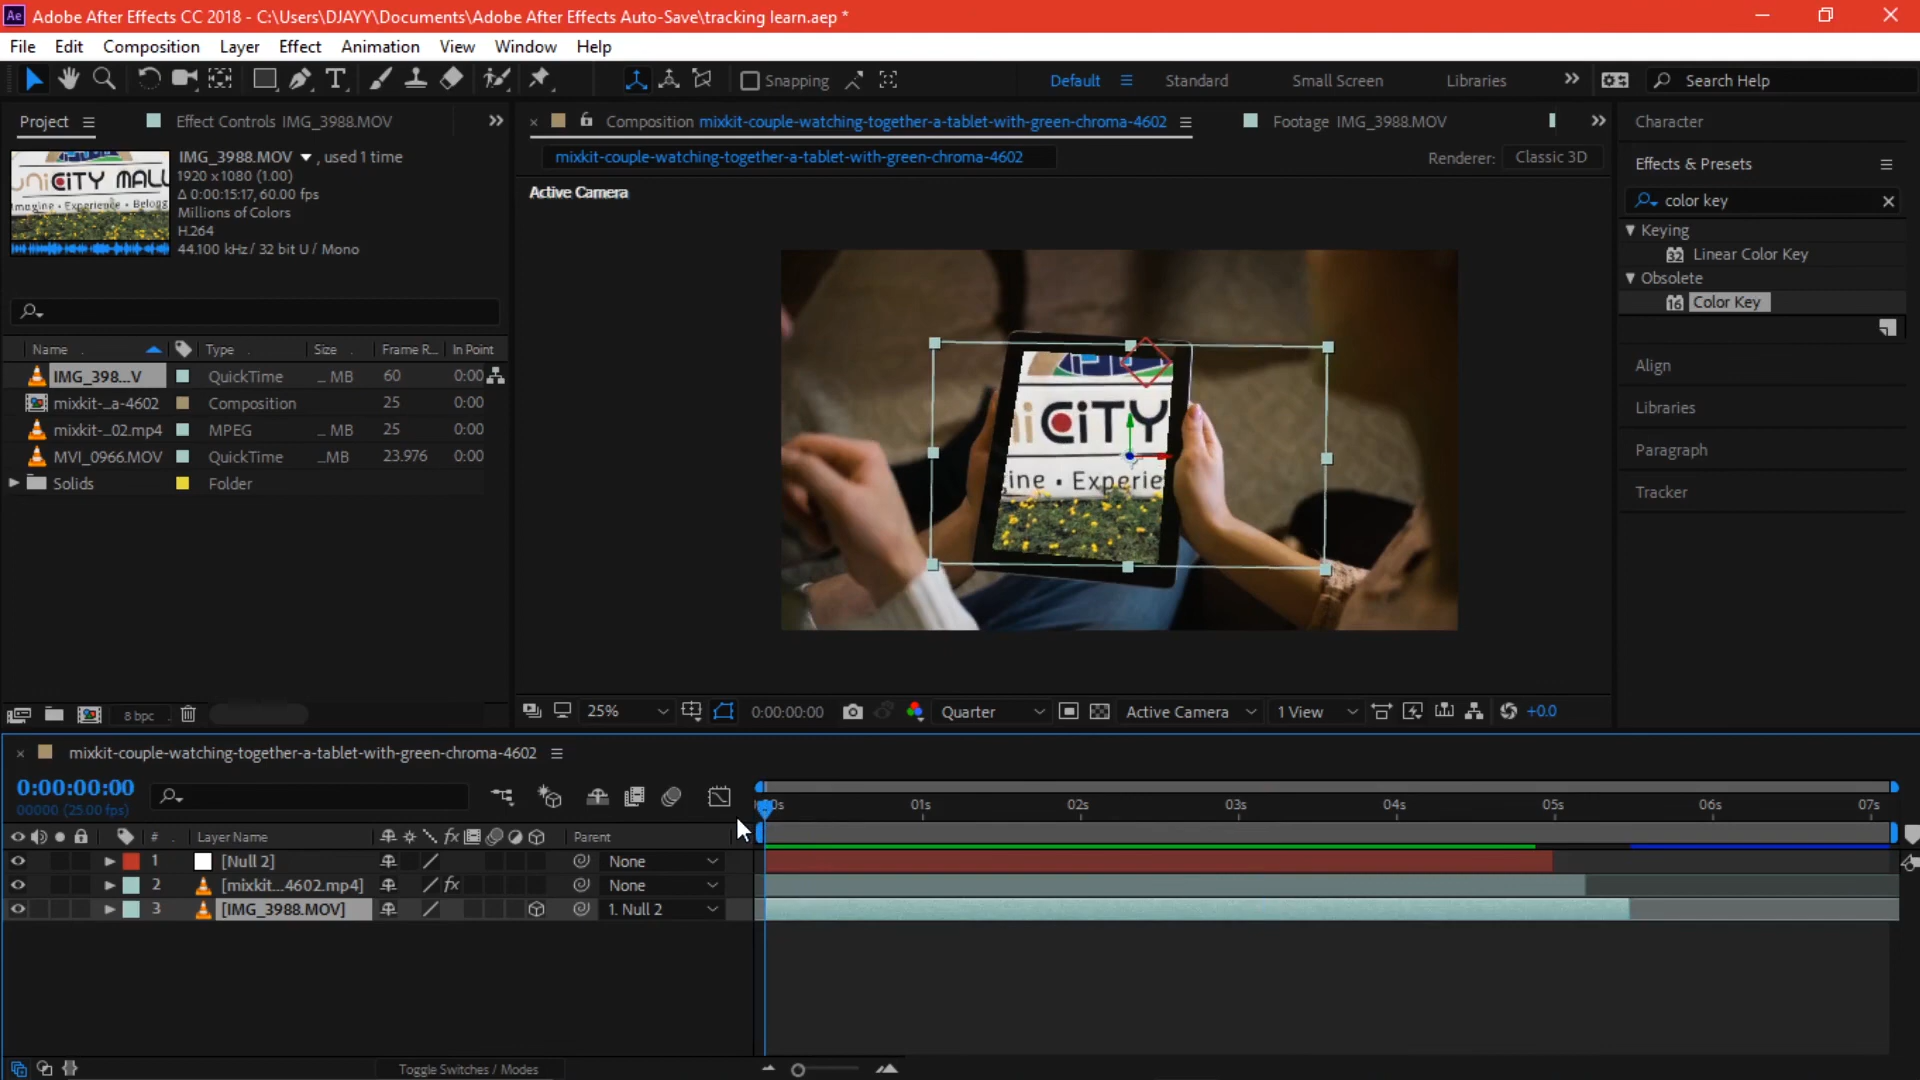 Adobe After Effects CC 2018 - C:\Users\DJAYY\Documents\Adobe After Effects Auto-Save\tracking learn.aep *
File Edit Composition Layer Effect Animation View Window Help
Snapping Default Standard Small Screen Libraries Search Help
Project Effect Controls IMG_3988.MOV
IMG_3988.MOV , used 1 time
1920 x1080 (1.00)
Δ 0:00:15:17, 60.00 fps
Millions of Colors
H.264
44.100 kHz / 32 bit U / Mono
UNiCiTY MALL
Name Type Size Frame R... In Point
IMG_398...V QuickTime ... MB 60 0:00
mixkit-...a-4602 Composition 25 0:00
mixkit-...02.mp4 MPEG ... MB 25 0:00
MVI_0966.MOV QuickTime ...MB 23.976 0:00
Solids Folder
8 bpc
Composition mixkit-couple-watching-together-a-tablet-with-green-chroma-4602 Footage IMG_3988.MOV
mixkit-couple-watching-together-a-tablet-with-green-chroma-4602 Renderer: Classic 3D
Active Camera
CiTY
ine • Experie
25% 0:00:00:00 Quarter Active Camera 1 View +0.0
Character
Effects & Presets
color key
Keying
32 Linear Color Key
Obsolete
16 Color Key
Align
Libraries
Paragraph
Tracker
mixkit-couple-watching-together-a-tablet-with-green-chroma-4602
0:00:00:00
00000 (25.00 fps)
01s 02s 03s 04s 05s 06s 07s
# Layer Name Parent
1 [Null 2] None
2 [mixkit...4602.mp4] fx None
3 [IMG_3988.MOV] 1. Null 2
Toggle Switches / Modes